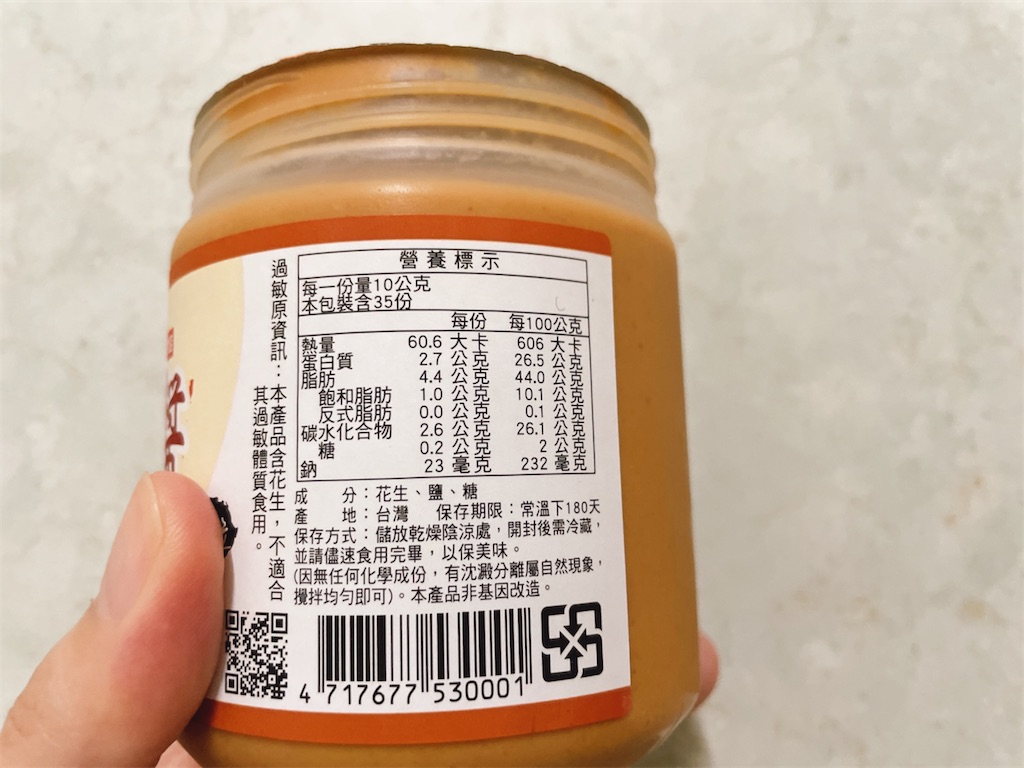 過敏原資訊：本產品含花生，不適合
其過敏體質食用。
營養標示
每一份量10公克
本包裝含35份
每份 每100公克
熱量 60.6 大卡 606 大卡
蛋白質 2.7 公克 26.5 公克
脂肪 4.4 公克 44.0 公克
飽和脂肪 1.0 公克 10.1 公克
反式脂肪 0.0 公克 0.1 公克
碳水化合物 2.6 公克 26.1 公克
糖 0.2 公克 2 公克
鈉 23 毫克 232 毫克
成 分：花生、鹽、糖
產 地：台灣 保存期限：常溫下180天
保存方式：儲放乾燥陰涼處，開封後需冷藏，
並請儘速食用完畢，以保美味。
(因無任何化學成份，有沈澱分離屬自然現象，
攪拌均勻即可)。本產品非基因改造。
4 717677 530001